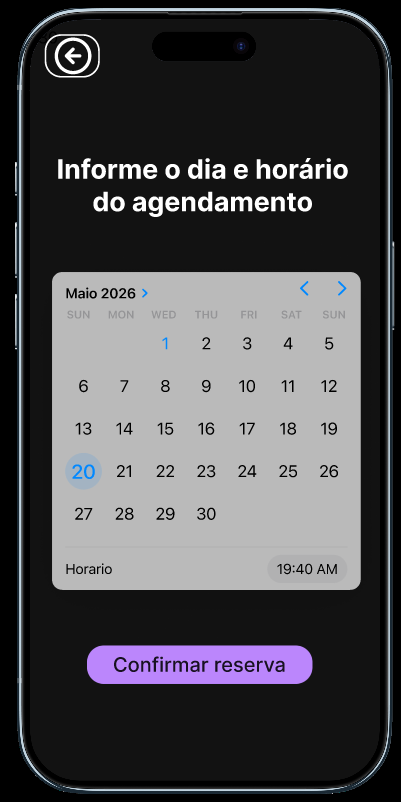 Informe o dia e horário
do agendamento
Maio 2026
SUN MON WED THU FRI SAT SUN
1 2 3 4 5
6 7 8 9 10 11 12
13 14 15 16 17 18 19
20 21 22 23 24 25 26
27 28 29 30
Horario 19:40 AM
Confirmar reserva